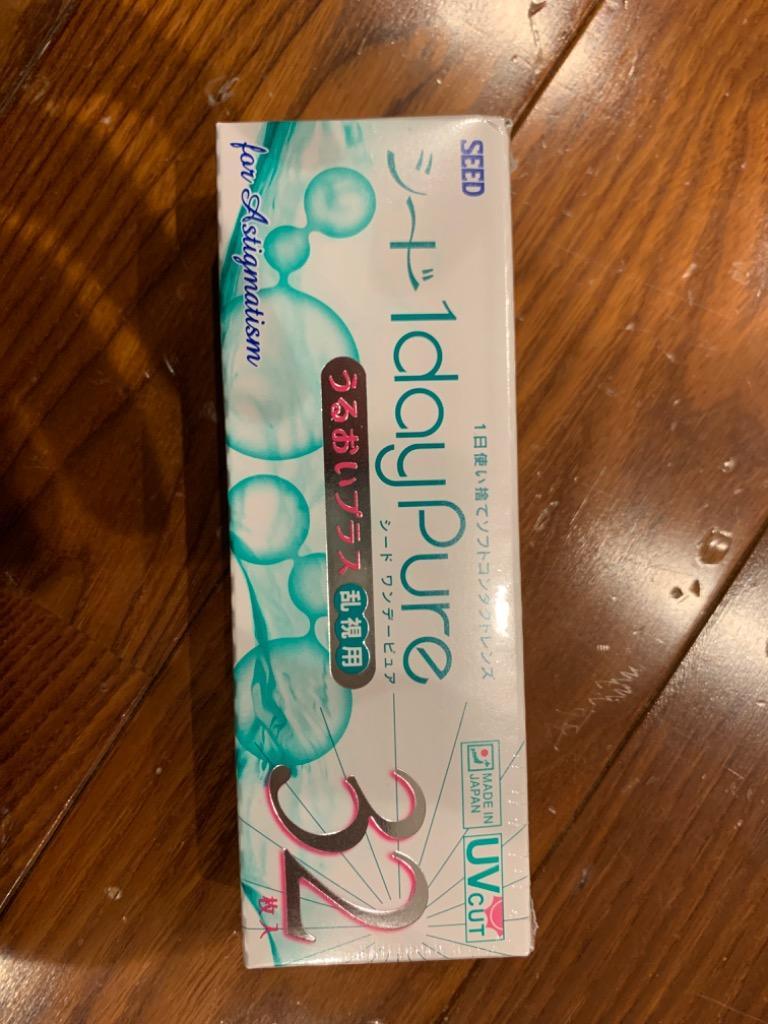 SEED
1日使い捨てソフトコンタクトレンズ
シード 1dayPure
シード ワンデーピュア
うるおいプラス 乱視用
for Astigmatism
MADE IN
JAPAN
UV CUT
32枚入